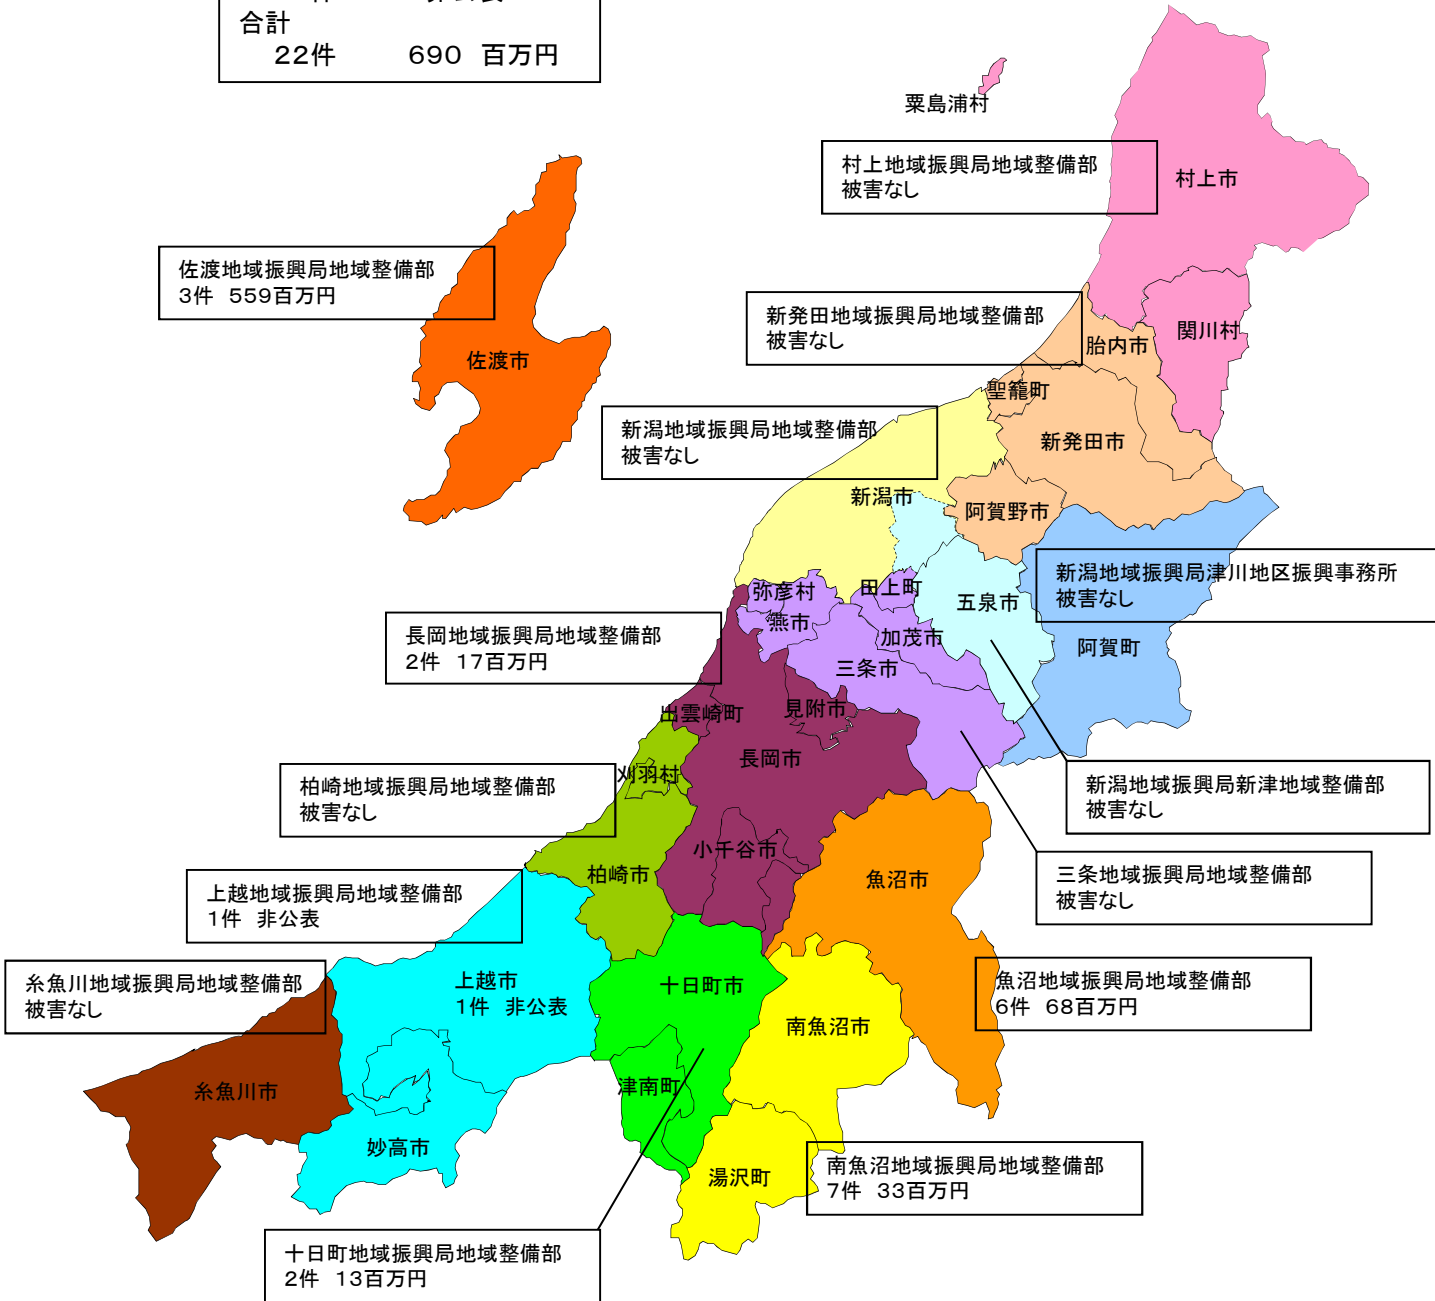 合計
22件 690 百万円
粟島浦村
村上地域振興局地域整備部
被害なし
村上市
佐渡地域振興局地域整備部
3件 559百万円
佐渡市
新発田地域振興局地域整備部
被害なし
関川村
胎内市
聖籠町
新潟地域振興局地域整備部
被害なし
新発田市
新潟市
阿賀野市
新潟地域振興局津川地区振興事務所
被害なし
弥彦村
田上町
五泉市
燕市
加茂市
阿賀町
長岡地域振興局地域整備部
2件 17百万円
三条市
出雲崎町
見附市
長岡市
刈羽村
柏崎地域振興局地域整備部
被害なし
新潟地域振興局新津地域整備部
被害なし
小千谷市
柏崎市
魚沼市
三条地域振興局地域整備部
被害なし
上越地域振興局地域整備部
1件 非公表
糸魚川地域振興局地域整備部
被害なし
上越市
1件 非公表
十日町市
魚沼地域振興局地域整備部
6件 68百万円
南魚沼市
糸魚川市
津南町
妙高市
湯沢町
南魚沼地域振興局地域整備部
7件 33百万円
十日町地域振興局地域整備部
2件 13百万円